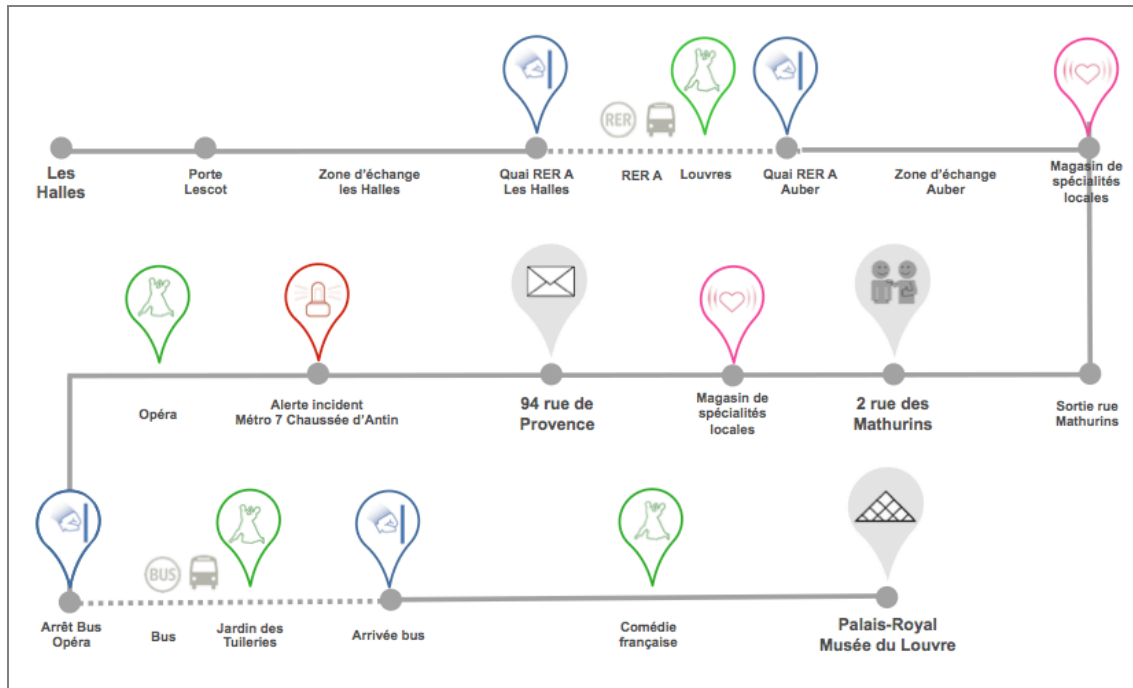 RER
Les
Halles
Porte
Lescot
Zone d'échange
les Halles
Quai RER A
Les Halles
RER A
Louvres
Quai RER A
Auber
Zone d'échange
Auber
Magasin de
spécialités
locales
Opéra
Alerte incident
Métro 7 Chaussée d'Antin
94 rue de
Provence
Magasin de
spécialités
locales
2 rue des
Mathurins
Sortie rue
Mathurins
BUS
Arrêt Bus
Opéra
Bus
Jardin des
Tuileries
Arrivée bus
Comédie
française
Palais-Royal
Musée du Louvre